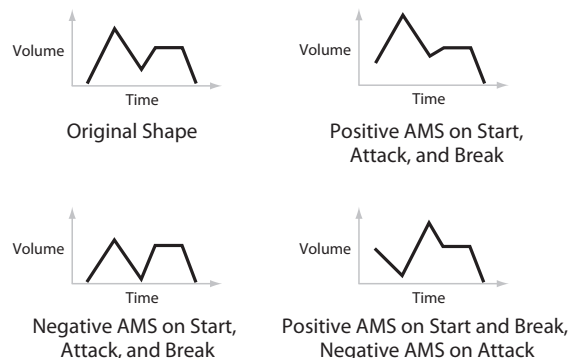 Volume
Time
Original Shape
Volume
Time
Positive AMS on Start,
Attack, and Break
Volume
Time
Negative AMS on Start,
Attack, and Break
Volume
Time
Positive AMS on Start and Break,
Negative AMS on Attack